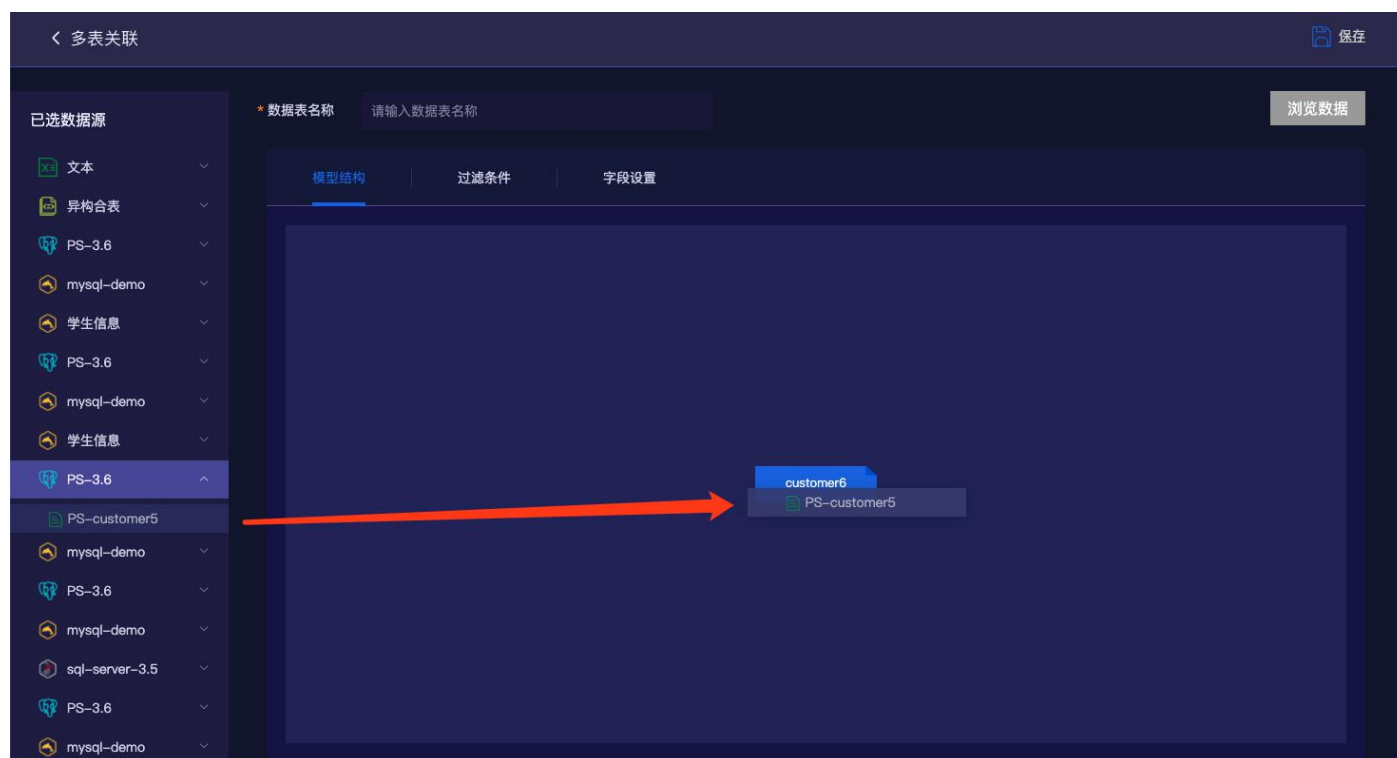 多表关联
保存
已选数据源
* 数据表名称 请输入数据表名称
浏览数据
文本
异构合表
PS-3.6
mysql-demo
学生信息
PS-3.6
mysql-demo
学生信息
PS-3.6
PS-customer5
mysql-demo
PS-3.6
mysql-demo
sql-server-3.5
PS-3.6
mysql-demo
模型结构 过滤条件 字段设置
customer6
PS-customer5